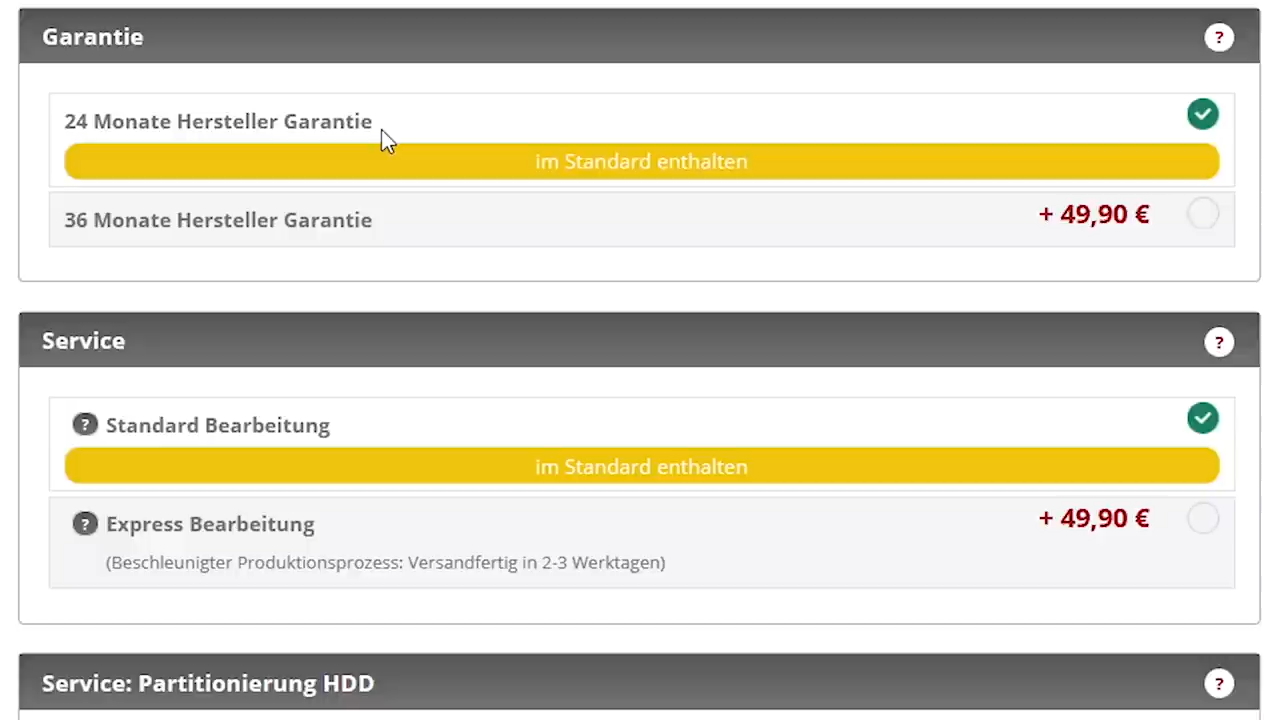 Garantie
?
24 Monate Hersteller Garantie
im Standard enthalten
36 Monate Hersteller Garantie
+ 49,90 €
Service
?
? Standard Bearbeitung
im Standard enthalten
? Express Bearbeitung
+ 49,90 €
(Beschleunigter Produktionsprozess: Versandfertig in 2-3 Werktagen)
Service: Partitionierung HDD
?